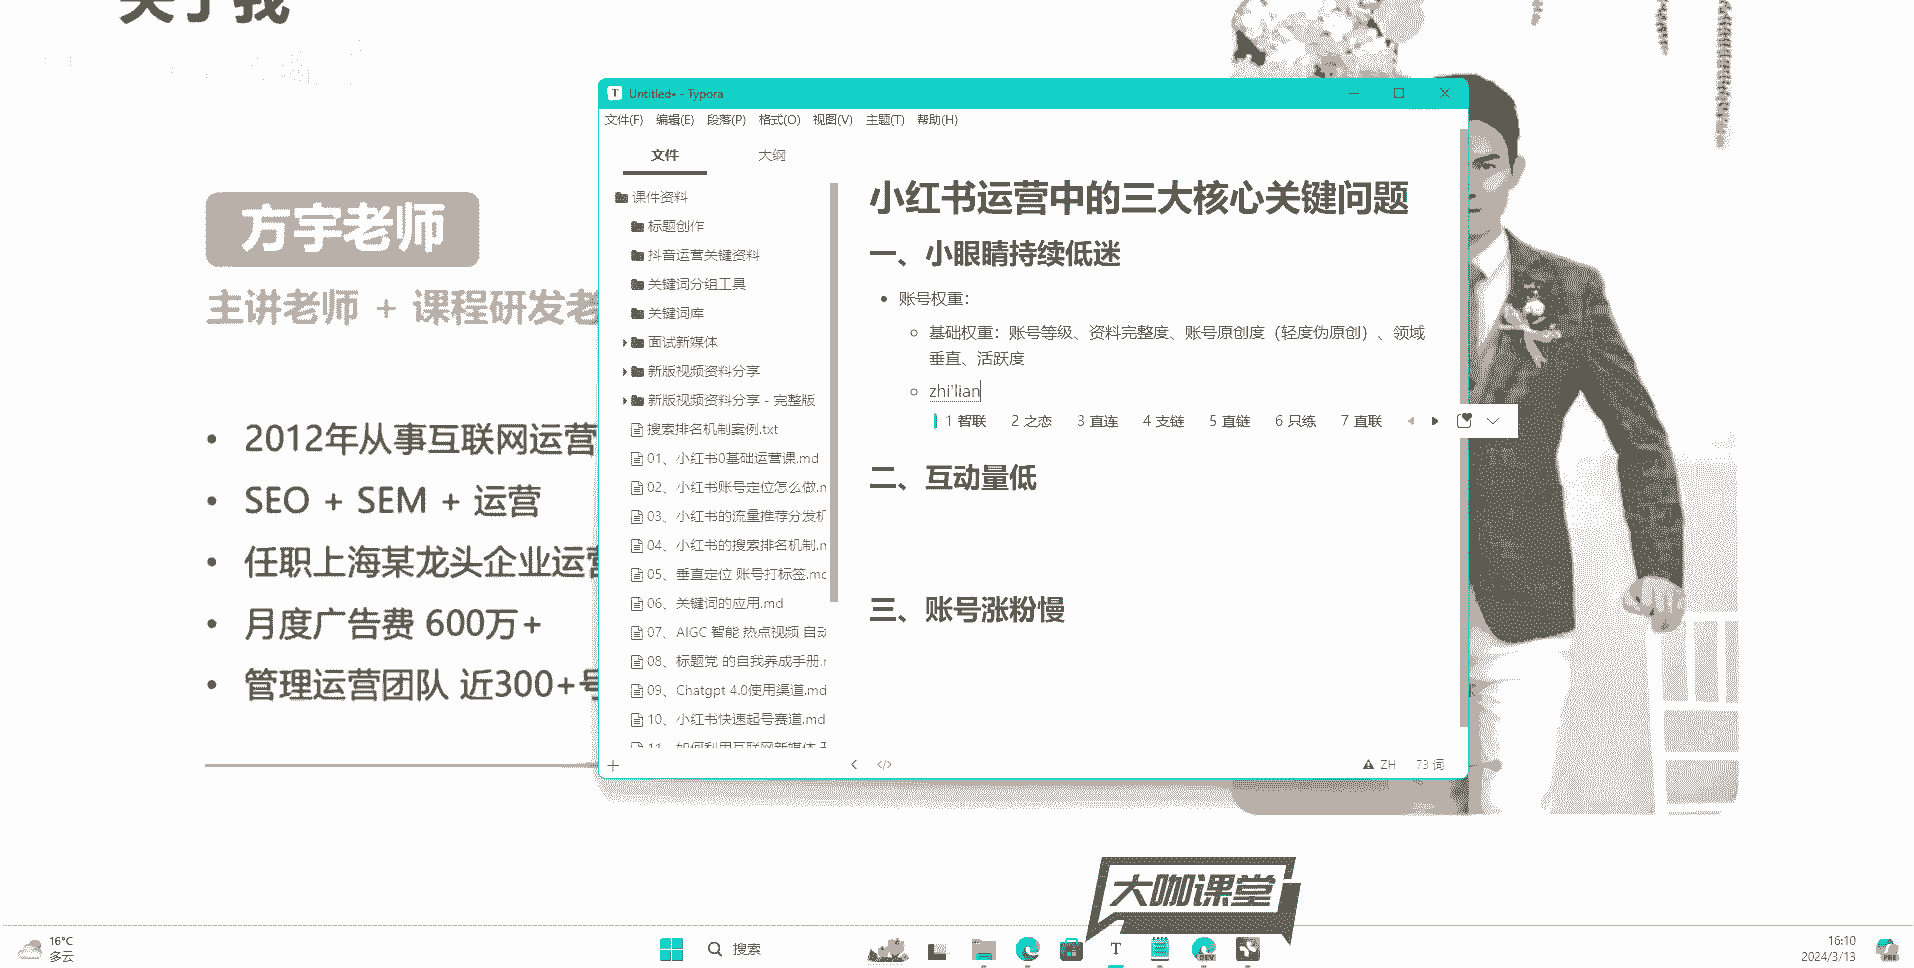 关于我
方宇老师
主讲老师 + 课程研发老
2012年从事互联网运营
SEO + SEM + 运营
任职上海某龙头企业运营
月度广告费 600万+
管理运营团队 近300+号
Untitled• - Typora
文件(F) 编辑(E) 段落(P) 格式(O) 视图(V) 主题(T) 帮助(H)
文件 大纲
课件资料
标题创作
抖音运营关键资料
关键词分组工具
关键词库
面试新媒体
新版视频资料分享
新版视频资料分享 - 完整版
搜索排名机制案例.txt
01、小红书0基础运营课.md
02、小红书账号定位怎么做.m
03、小红书的流量推荐分发机
04、小红书的搜索排名机制.m
05、垂直定位 账号打标签.md
06、关键词的应用.md
07、AIGC 智能 热点视频 自动
08、标题党 的自我养成手册.m
09、Chatgpt 4.0使用渠道.md
10、小红书快速起号赛道.md
11、如何利用互联网新媒体
小红书运营中的三大核心关键问题
一、小眼睛持续低迷
账号权重：
基础权重：账号等级、资料完整度、账号原创度（轻度伪原创）、领域
垂直、活跃度
zhi'lian
1 智联 2 之恋 3 直连 4 支链 5 直链 6 只练 7 直联
二、互动量低
三、账号涨粉慢
ZH 73 词
大咖课堂
16°C
多云
搜索
T
DEV
16:10
2024/3/13
PRE